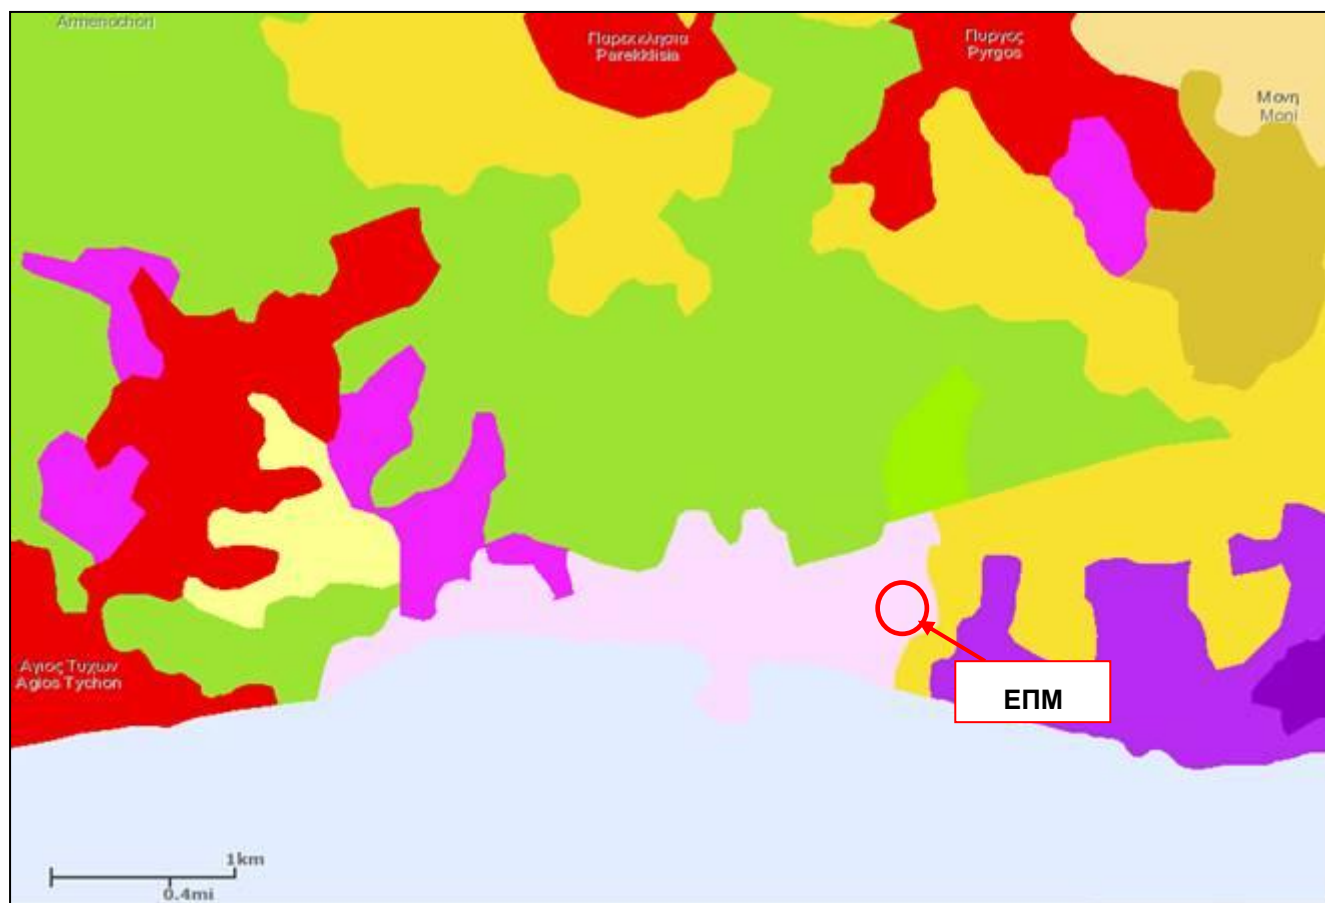 Armenochori
Παρεκκλησια
Parekklisia
Πυργος
Pyrgos
Μονη
Moni
Αγιος Τυχων
Agios Tychon
ΕΠΜ
1km
0.4mi